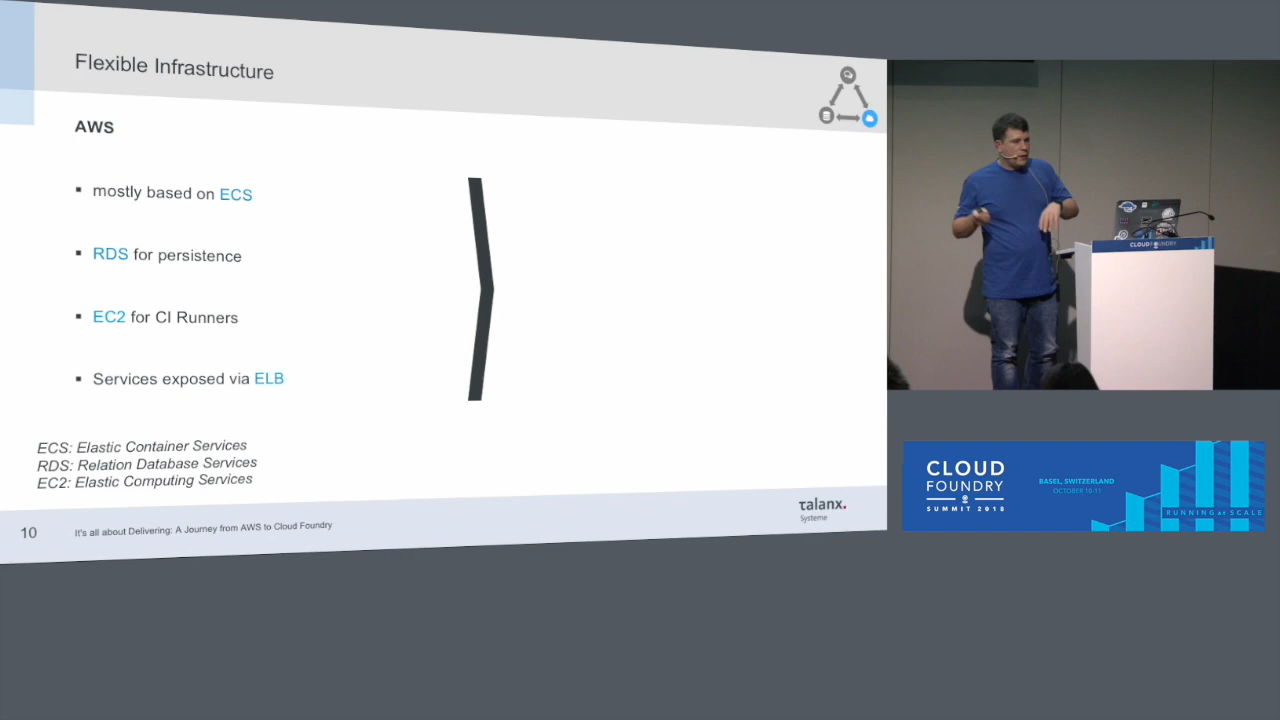 Flexible Infrastructure
AWS
▪ mostly based on ECS
▪ RDS for persistence
▪ EC2 for CI Runners
▪ Services exposed via ELB
ECS: Elastic Container Services
RDS: Relation Database Services
EC2: Elastic Computing Services
10
It's all about Delivering: A Journey from AWS to Cloud Foundry
talanx.
Systeme
CLOUD FOUNDRY
CLOUD
FOUNDRY
SUMMIT 2018
BASEL, SWITZERLAND
OCTOBER 10-11
RUNNING AT SCALE